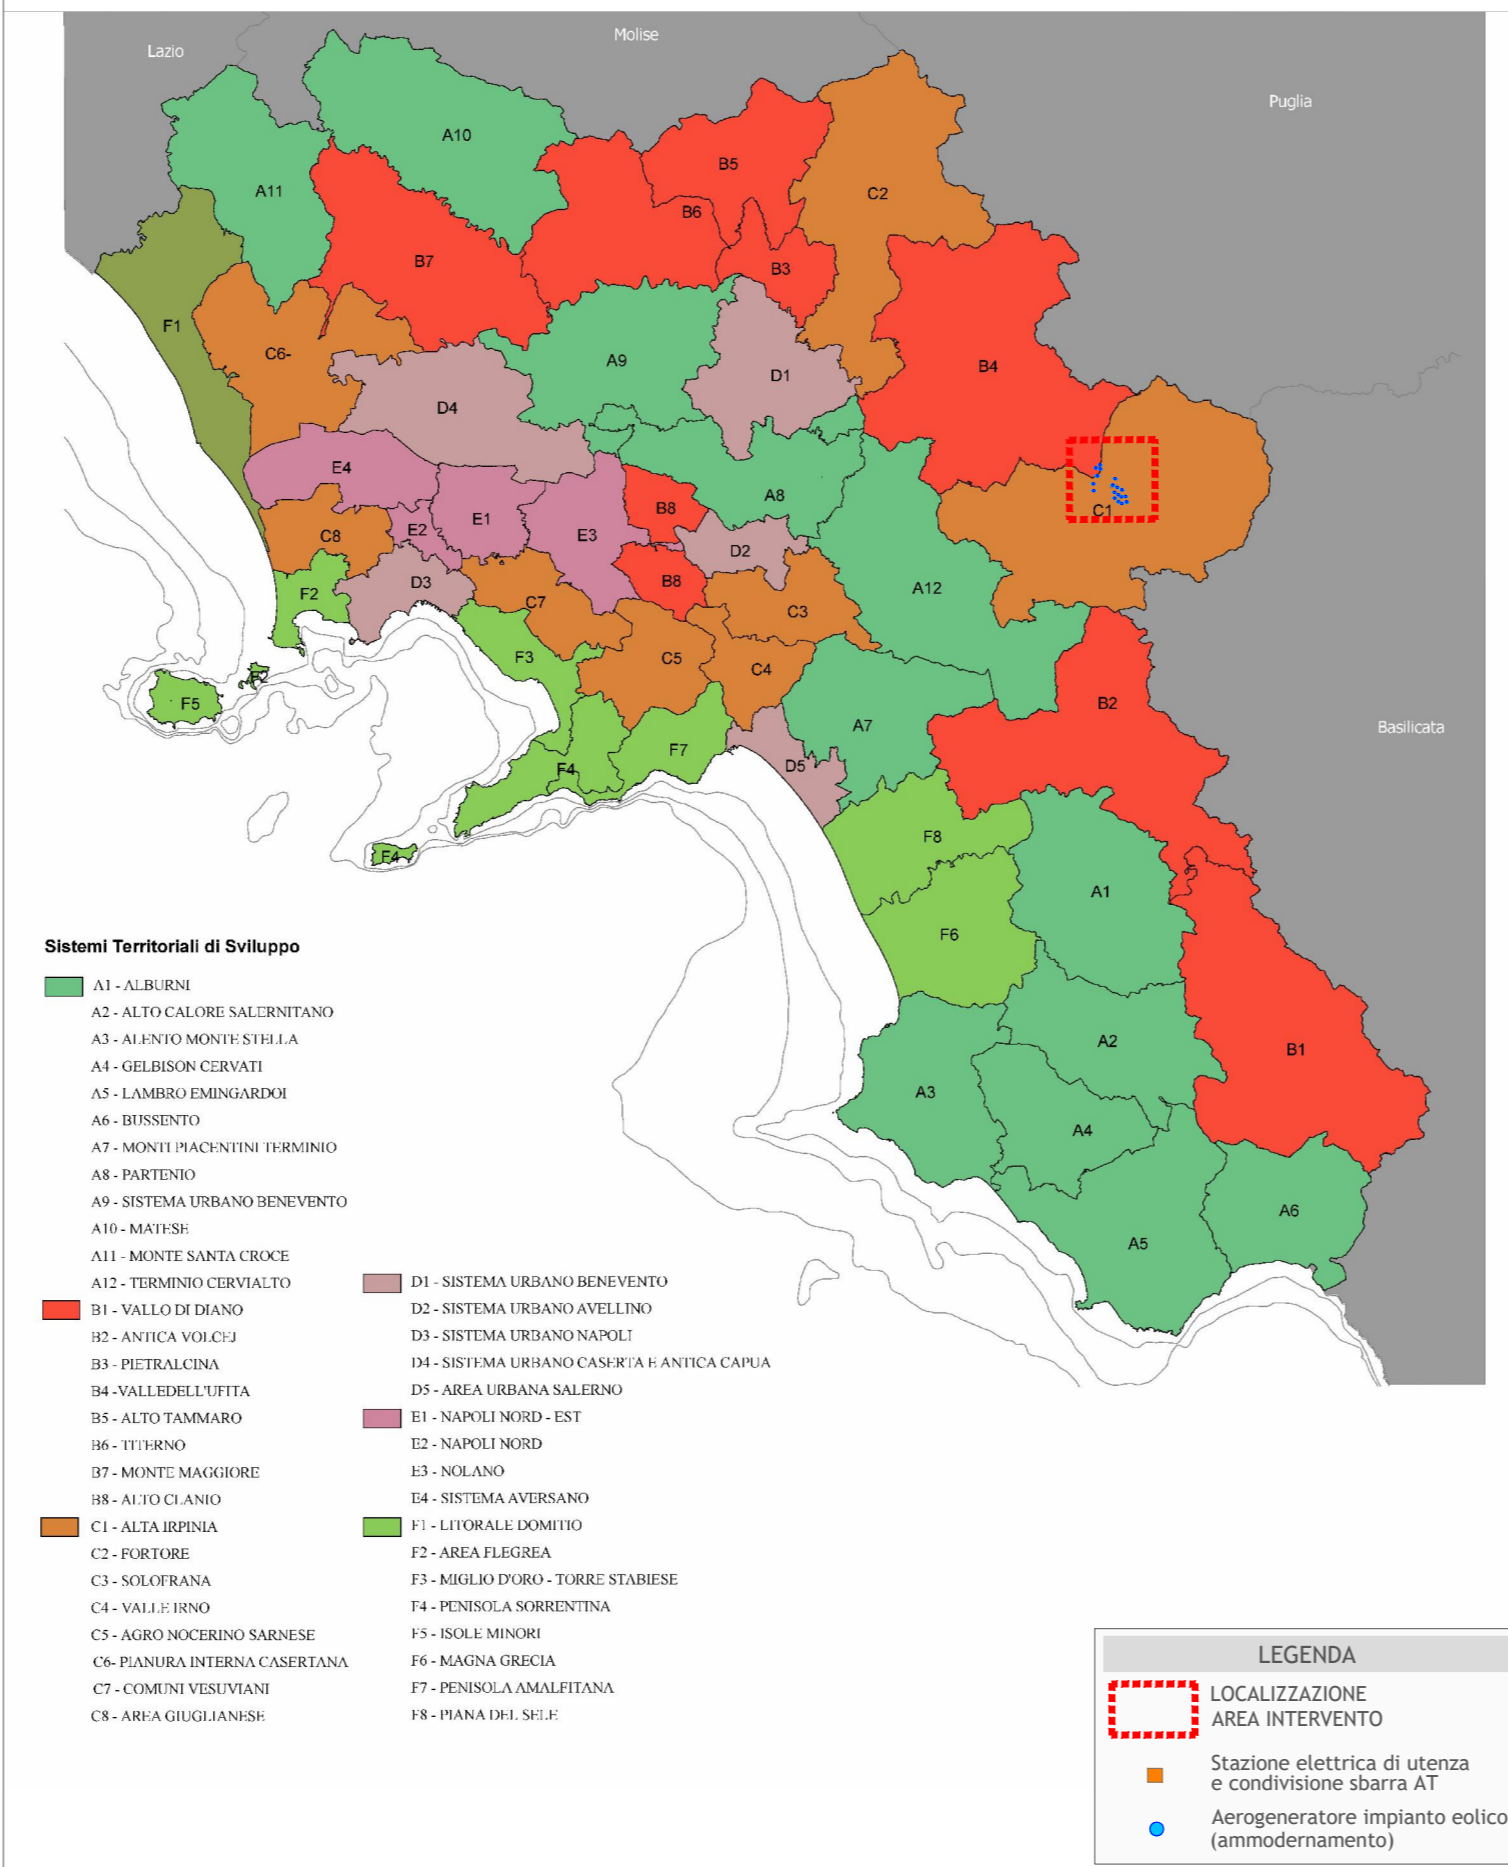 Lazio
Molise
Puglia
A10
B5
A11
C2
B6
B7
B3
F1
C6-
A9
B4
D1
D4
E4
A8
B8
C1
E1
C8
E2
E3
D2
B8
D3
A12
F2
C7
C3
F3
C5
C4
F2
F5
B2
A7
Basilicata
F7
D5
F4
F8
F4
A1
F6
A2
B1
A3
A4
A6
A5
Sistemi Territoriali di Sviluppo
A1 - ALBURNI
A2 - ALTO CALORE SALERNITANO
A3 - ALENTO MONTE STELLA
A4 - GELBISON CERVATI
A5 - LAMBRO EMINGARDOI
A6 - BUSSENTO
A7 - MONTI PIACENTINI TERMINIO
A8 - PARTENIO
A9 - SISTEMA URBANO BENEVENTO
A10 - MATESE
A11 - MONTE SANTA CROCE
A12 - TERMINIO CERVIALTO
B1 - VALLO DI DIANO
B2 - ANTICA VOLCEJ
B3 - PIETRALCINA
B4 -VALLEDELL'UFITA
B5 - ALTO TAMMARO
B6 - TITERNO
B7 - MONTE MAGGIORE
B8 - ALTO CLANIO
C1 - ALTA IRPINIA
C2 - FORTORE
C3 - SOLOFRANA
C4 - VALLE IRNO
C5 - AGRO NOCERINO SARNESE
C6- PIANURA INTERNA CASERTANA
C7 - COMUNI VESUVIANI
C8 - AREA GIUGLIANESE
D1 - SISTEMA URBANO BENEVENTO
D2 - SISTEMA URBANO AVELLINO
D3 - SISTEMA URBANO NAPOLI
D4 - SISTEMA URBANO CASERTA E ANTICA CAPUA
D5 - AREA URBANA SALERNO
E1 - NAPOLI NORD - EST
E2 - NAPOLI NORD
E3 - NOLANO
E4 - SISTEMA AVERSANO
F1 - LITORALE DOMITIO
F2 - AREA FLEGREA
F3 - MIGLIO D'ORO - TORRE STABIESE
F4 - PENISOLA SORRENTINA
F5 - ISOLE MINORI
F6 - MAGNA GRECIA
F7 - PENISOLA AMALFITANA
F8 - PIANA DEL SELE
LEGENDA
LOCALIZZAZIONE
AREA INTERVENTO
Stazione elettrica di utenza
e condivisione sbarra AT
Aerogeneratore impianto eolico
(ammodernamento)